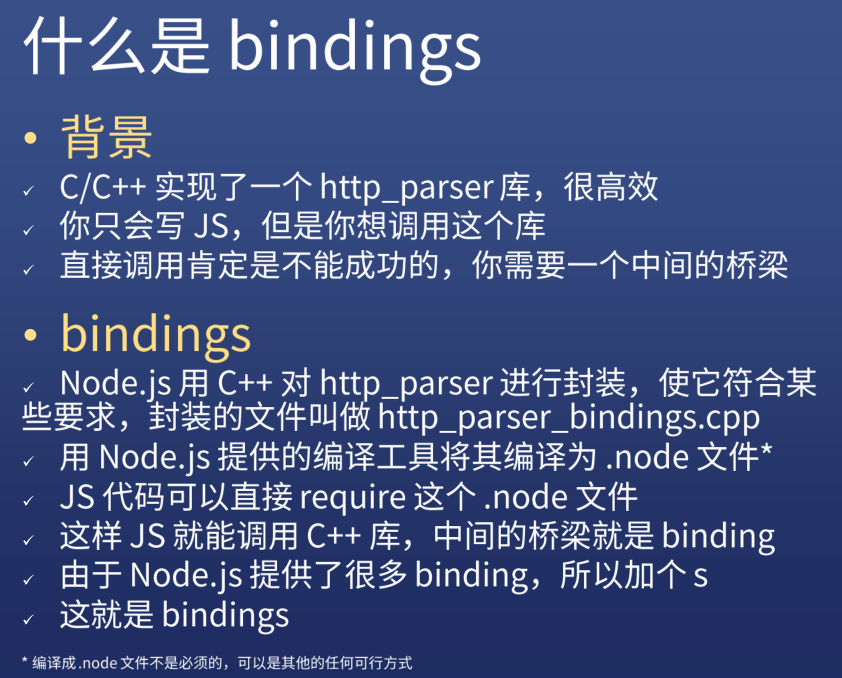 什么是 bindings
• 背景
✓ C/C++ 实现了一个 http_parser 库，很高效
✓ 你只会写 JS，但是你想调用这个库
✓ 直接调用肯定是不能成功的，你需要一个中间的桥梁
• bindings
✓ Node.js 用 C++ 对 http_parser 进行封装，使它符合某
些要求，封装的文件叫做 http_parser_bindings.cpp
✓ 用 Node.js 提供的编译工具将其编译为 .node 文件*
✓ JS 代码可以直接 require 这个 .node 文件
✓ 这样 JS 就能调用 C++ 库，中间的桥梁就是 binding
✓ 由于 Node.js 提供了很多 binding，所以加个 s
✓ 这就是 bindings
* 编译成.node 文件不是必须的，可以是其他的任何可行方式